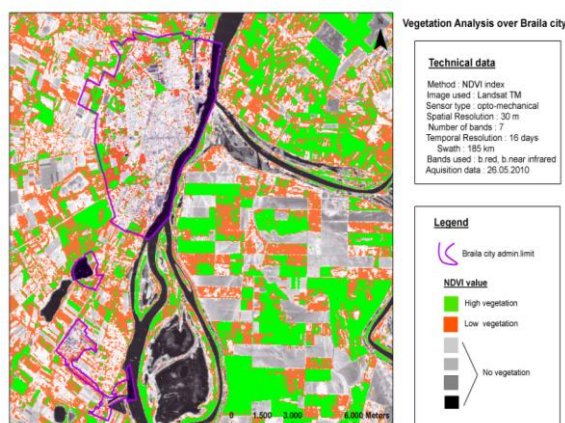 Vegetation Analysis over Braila city
Technical data
Method : NDVI index
Image used : Landsat TM
Sensor type : opto-mechanical
Spatial Resolution : 30 m
Number of bands : 7
Temporal Resolution : 16 days
Swath : 185 km
Bands used : b.red, b.near infrared
Aquisition data : 26.05.2010
Legend
Braila city admin.limit
NDVI value
High vegetation
Low vegetation
No vegetation
0 1.500 3.000 6.000 Meters